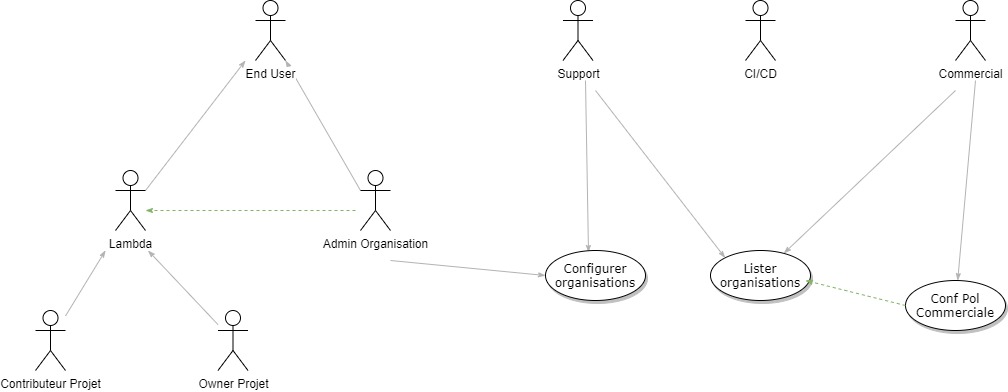 End User
Support
CI/CD
Commercial
Lambda
Admin Organisation
Configurer
organisations
Lister
organisations
Conf Pol
Commerciale
Contributeur Projet
Owner Projet